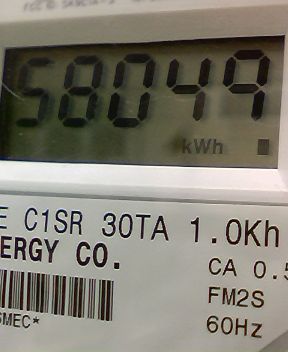 58049
kWh
E C1SR 30TA 1.0Kh
ERGY CO.
CA 0.5
FM2S
SMEC*
60Hz